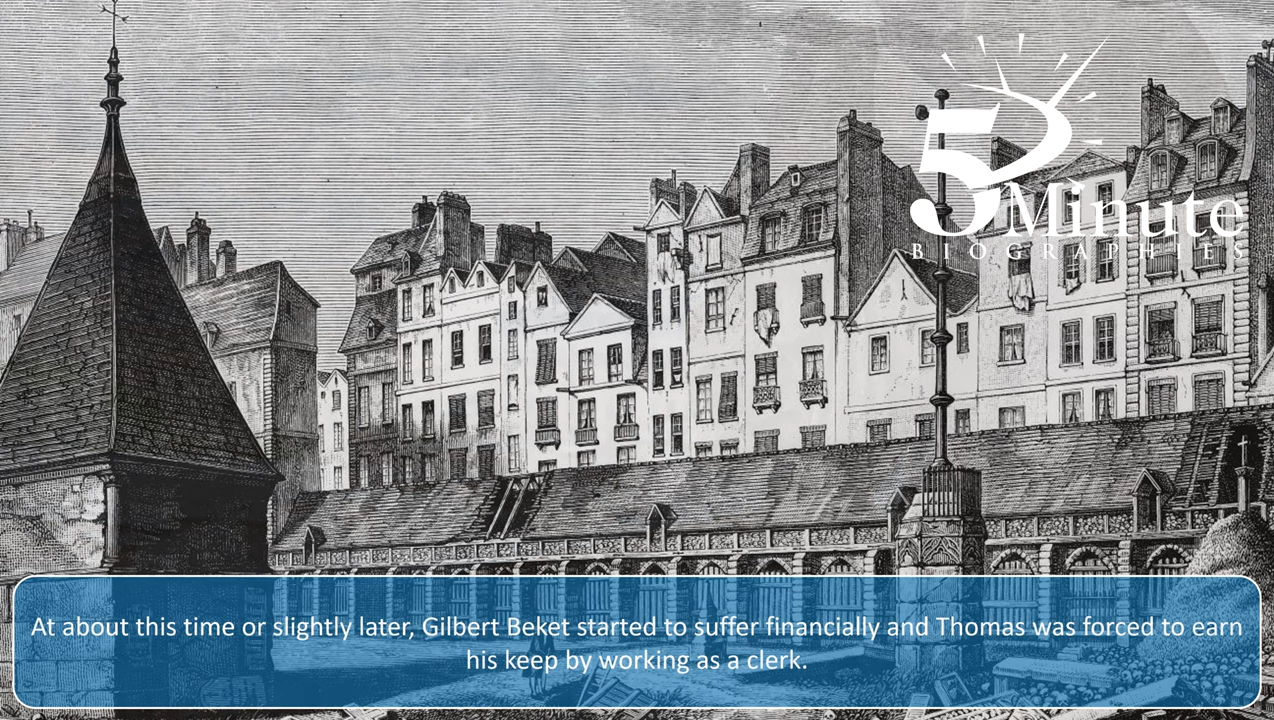 5
Minute
BIOGRAPHIES
At about this time or slightly later, Gilbert Beket started to suffer financially and Thomas was forced to earn
his keep by working as a clerk.